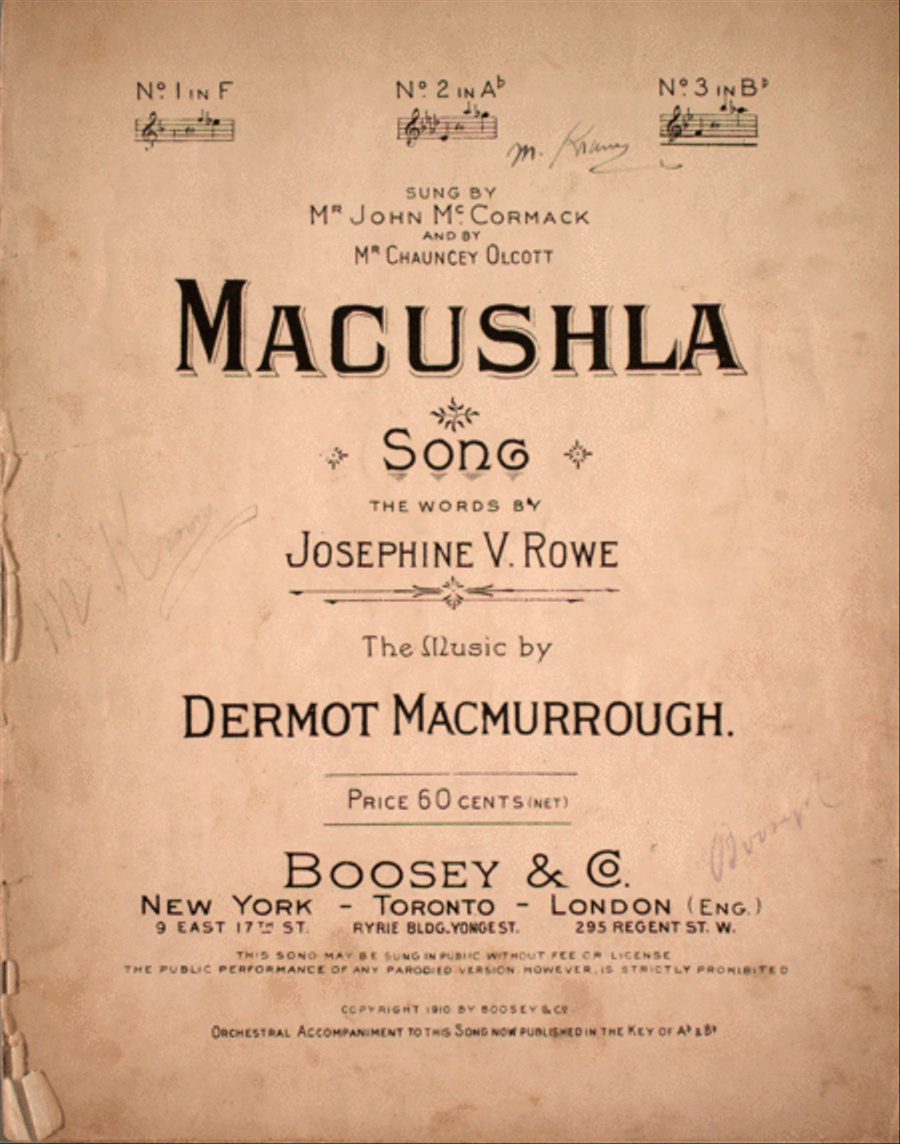 Nº 1 IN F
Nº 2 IN A♭
Nº 3 IN B♭
SUNG BY
MR JOHN MC CORMACK
AND BY
MR CHAUNCEY OLCOTT
MACUSHLA
Song
THE WORDS BY
JOSEPHINE V. ROWE
The Music by
DERMOT MACMURROUGH.
PRICE 60 CENTS (NET)
BOOSEY & Co.
NEW YORK - TORONTO - LONDON (ENG.)
9 EAST 17TH ST. RYRIE BLDG. YONGE ST. 295 REGENT ST. W.
THIS SONG MAY BE SUNG IN PUBLIC WITHOUT FEE OR LICENSE
THE PUBLIC PERFORMANCE OF ANY PARODIED VERSION, HOWEVER, IS STRICTLY PROHIBITED
COPYRIGHT 1910 BY BOOSEY & Co.
ORCHESTRAL ACCOMPANIMENT TO THIS SONG NOW PUBLISHED IN THE KEY OF A♭ & B♭